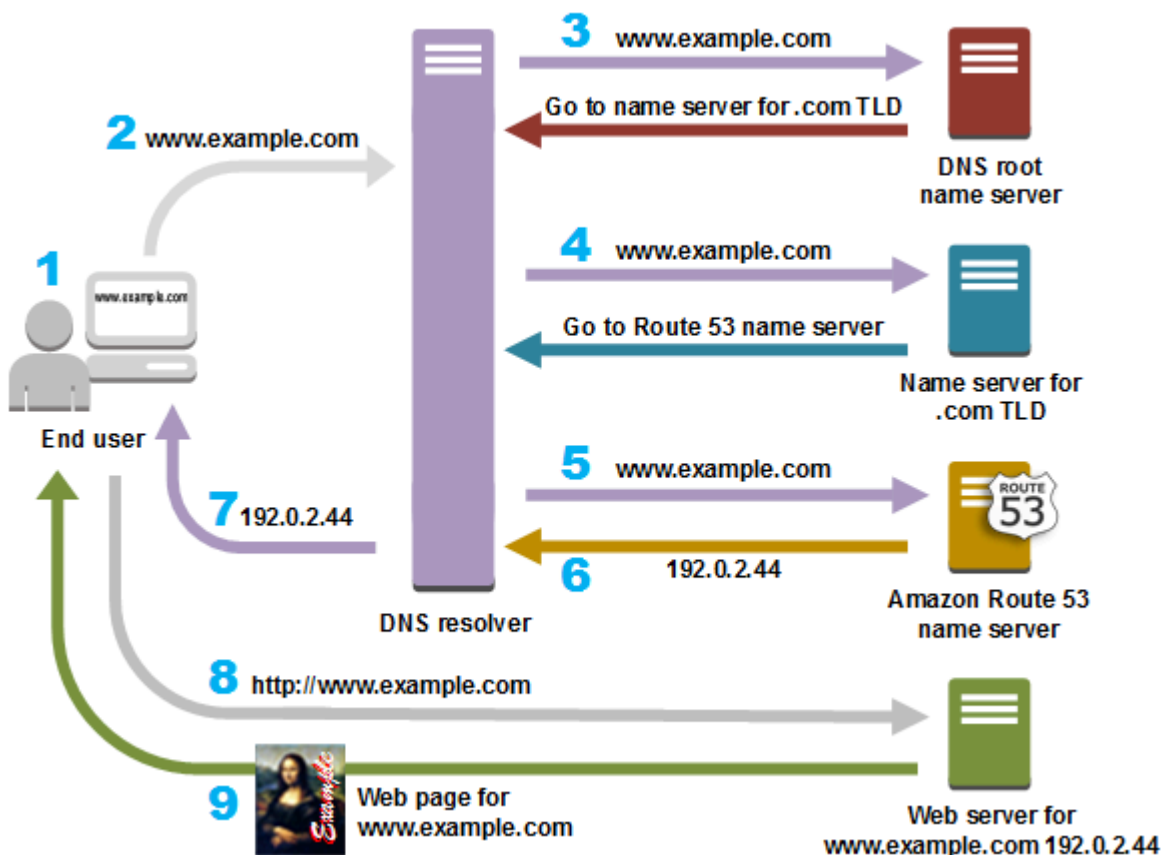 3 www.example.com
Go to name server for .com TLD
DNS root
name server
2 www.example.com
1
www.example.com
End user
4 www.example.com
Go to Route 53 name server
Name server for
.com TLD
5 www.example.com
ROUTE
53
6 192.0.2.44
Amazon Route 53
name server
7 192.0.2.44
DNS resolver
8 http://www.example.com
9
Example
Web page for
www.example.com
Web server for
www.example.com 192.0.2.44